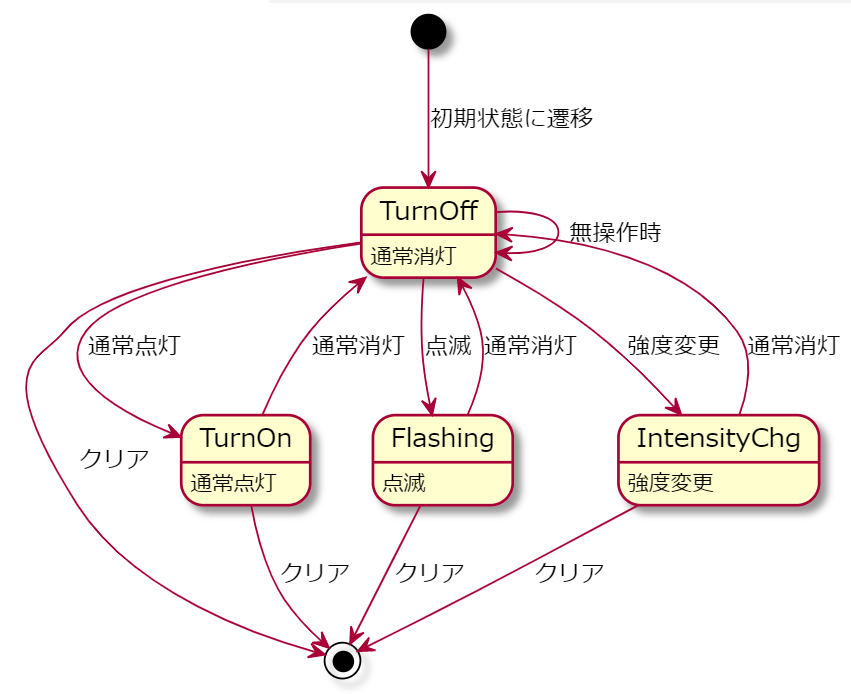 初期状態に遷移
TurnOff
通常消灯
無操作時
通常点灯
通常消灯
点滅
通常消灯
強度変更
通常消灯
クリア
TurnOn
通常点灯
Flashing
点滅
IntensityChg
強度変更
クリア
クリア
クリア